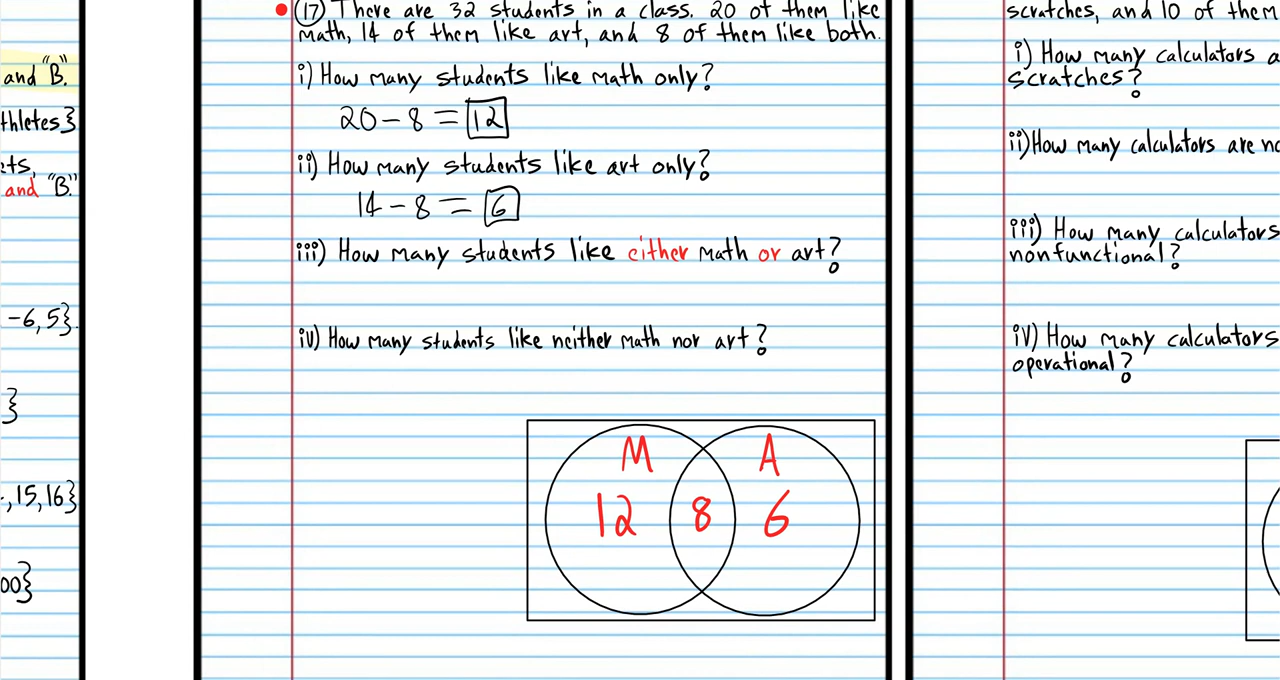 and "B".
thletes}
ets,
and "B."
-6,5}.
}
,15,16}
00}
(17) There are 32 students in a class. 20 of them like
math, 14 of them like art, and 8 of them like both.
i) How many students like math only?
20 - 8 = 12
ii) How many students like art only?
14 - 8 = 6
iii) How many students like either math or art?
iv) How many students like neither math nor art?
M A
12 8 6
scratches, and 10 of them
i) How many calculators a
scratches?
ii) How many calculators are no
iii) How many calculators
nonfunctional?
iv) How many calculators
operational?